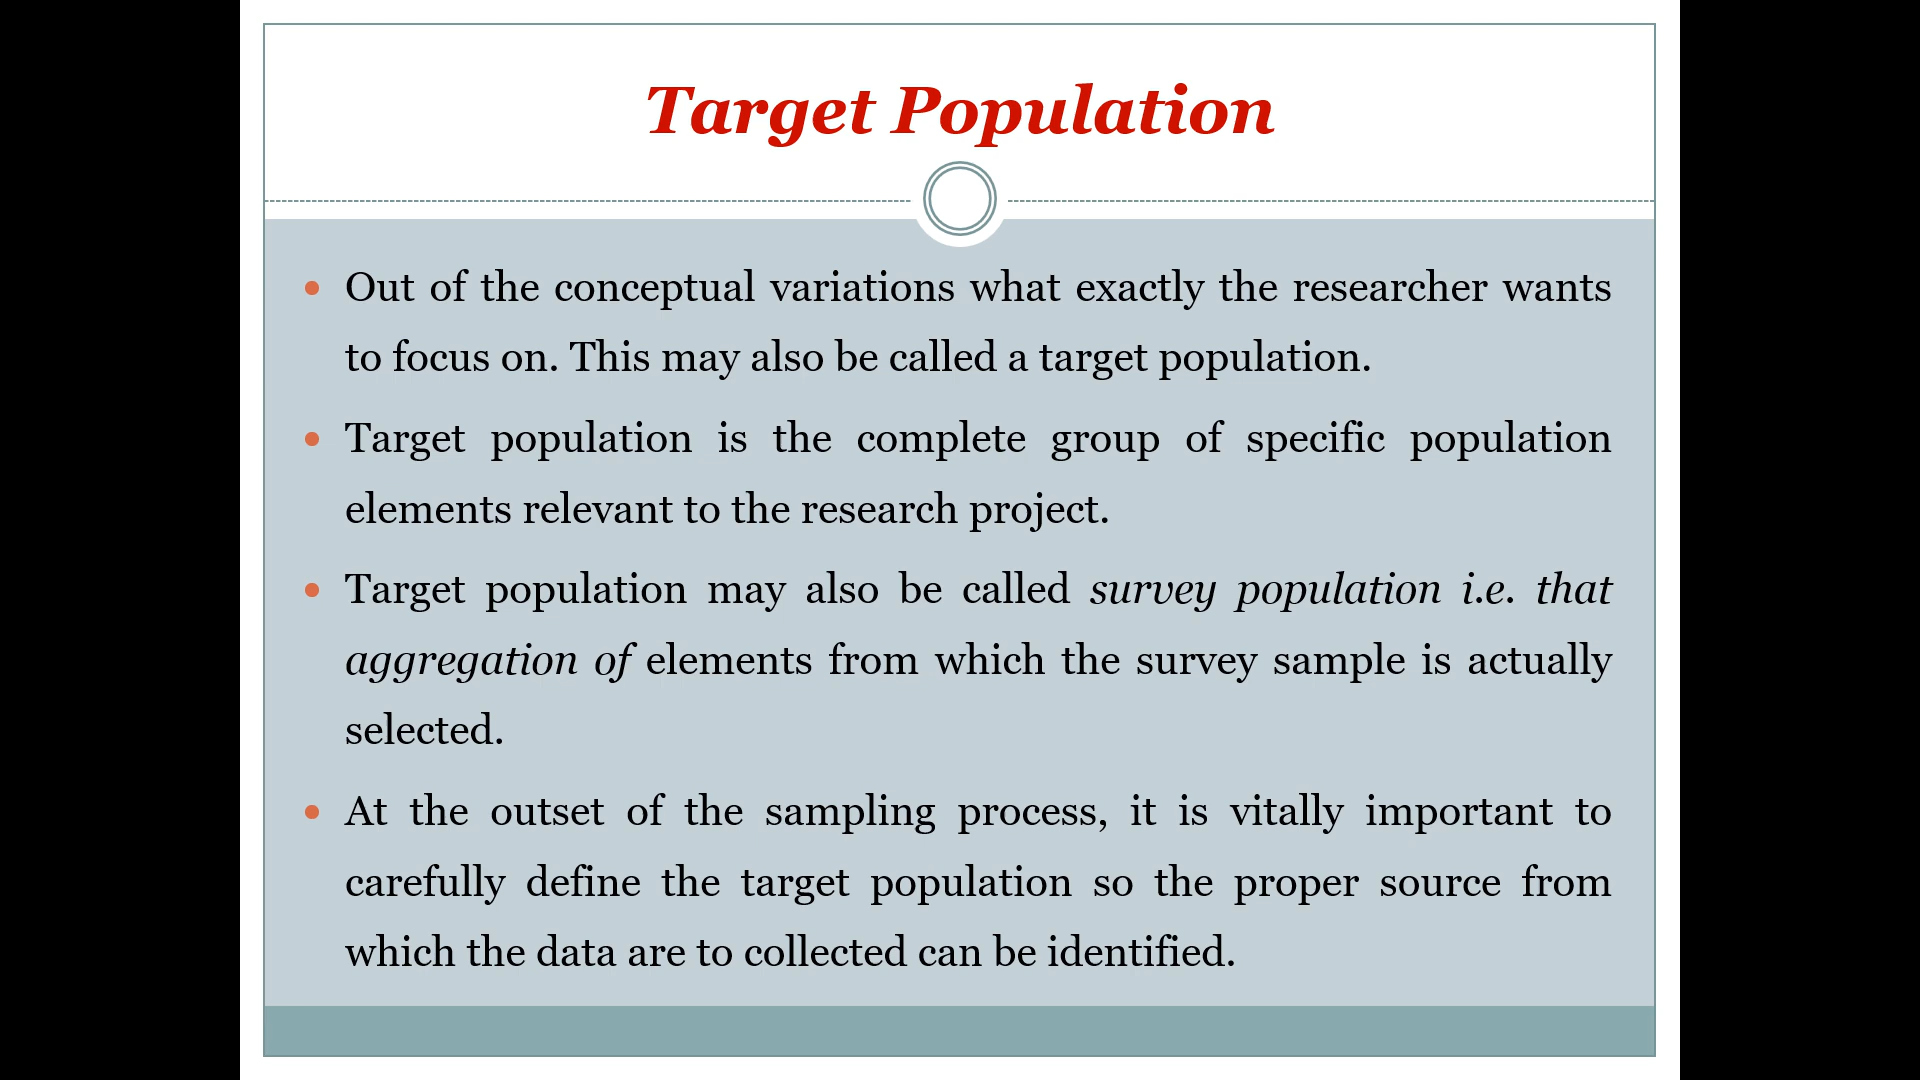 Target Population
Out of the conceptual variations what exactly the researcher wants
to focus on. This may also be called a target population.
Target population is the complete group of specific population
elements relevant to the research project.
Target population may also be called survey population i.e. that
aggregation of elements from which the survey sample is actually
selected.
At the outset of the sampling process, it is vitally important to
carefully define the target population so the proper source from
which the data are to collected can be identified.